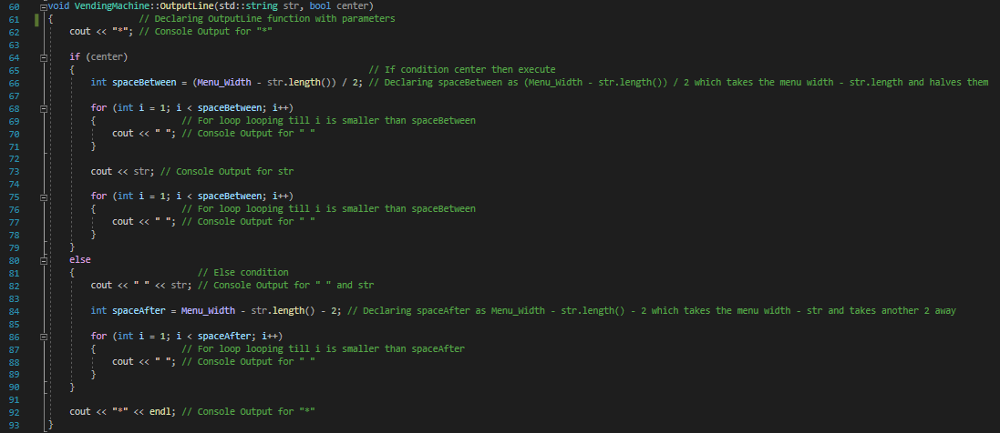 60 void VendingMachine::OutputLine(std::string str, bool center)
61 { // Declaring OutputLine function with parameters
62 cout << "*"; // Console Output for "*"
63
64 if (center)
65 { // If condition center then execute
66 int spaceBetween = (Menu_Width - str.length()) / 2; // Declaring spaceBetween as (Menu_Width - str.length()) / 2 which takes the menu width - str.length and halves them
67
68 for (int i = 1; i < spaceBetween; i++)
69 { // For loop looping till i is smaller than spaceBetween
70 cout << " "; // Console Output for " "
71 }
72
73 cout << str; // Console Output for str
74
75 for (int i = 1; i < spaceBetween; i++)
76 { // For loop looping till i is smaller than spaceBetween
77 cout << " "; // Console Output for " "
78 }
79 }
80 else
81 { // Else condition
82 cout << " " << str; // Console Output for " " and str
83
84 int spaceAfter = Menu_Width - str.length() - 2; // Declaring spaceAfter as Menu_Width - str.length() - 2 which takes the menu width - str and takes another 2 away
85
86 for (int i = 1; i < spaceAfter; i++)
87 { // For loop looping till i is smaller than spaceAfter
88 cout << " "; // Console Output for " "
89 }
90 }
91
92 cout << "*" << endl; // Console Output for "*"
93 }